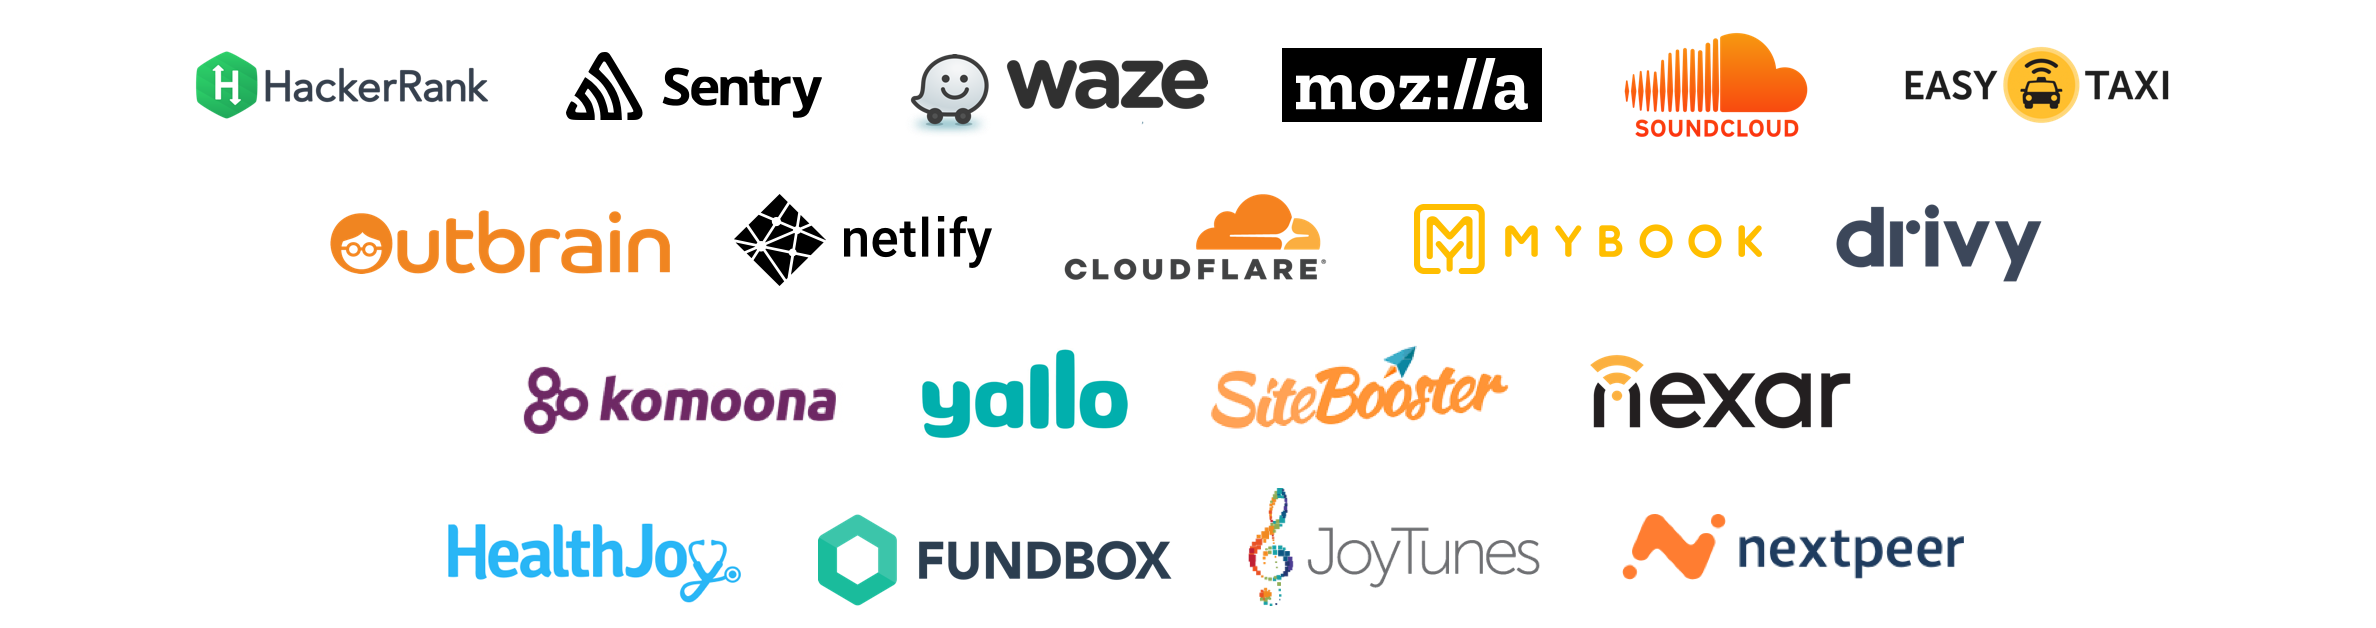 HackerRank Sentry waze moz://a SOUNDCLOUD EASY TAXI
Outbrain netlify CLOUDFLARE® MYBOOK drivy
komoona yallo SiteBooster nexar
HealthJoy FUNDBOX JoyTunes nextpeer